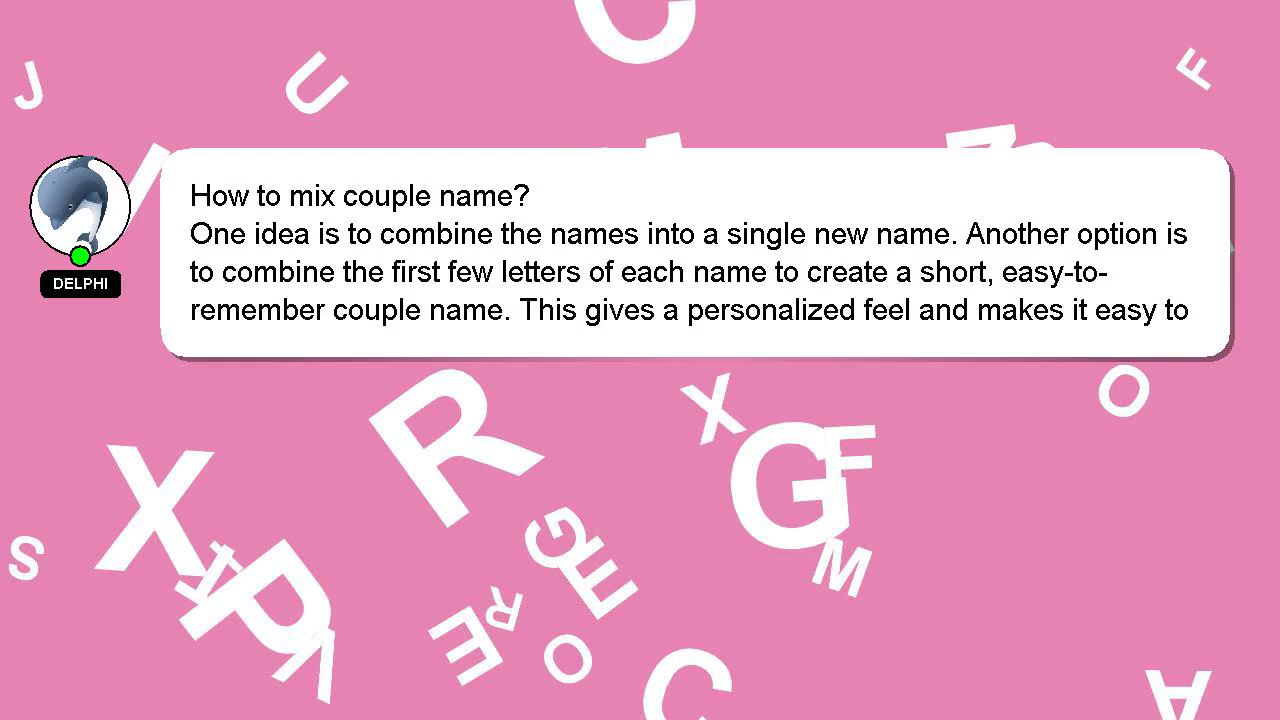 How to mix couple name?
One idea is to combine the names into a single new name. Another option is
to combine the first few letters of each name to create a short, easy-to-
remember couple name. This gives a personalized feel and makes it easy to
DELPHI
J
U
C
F
R
X
G
F
O
X
S
P
G
E
M
R
E
O
V
C
A